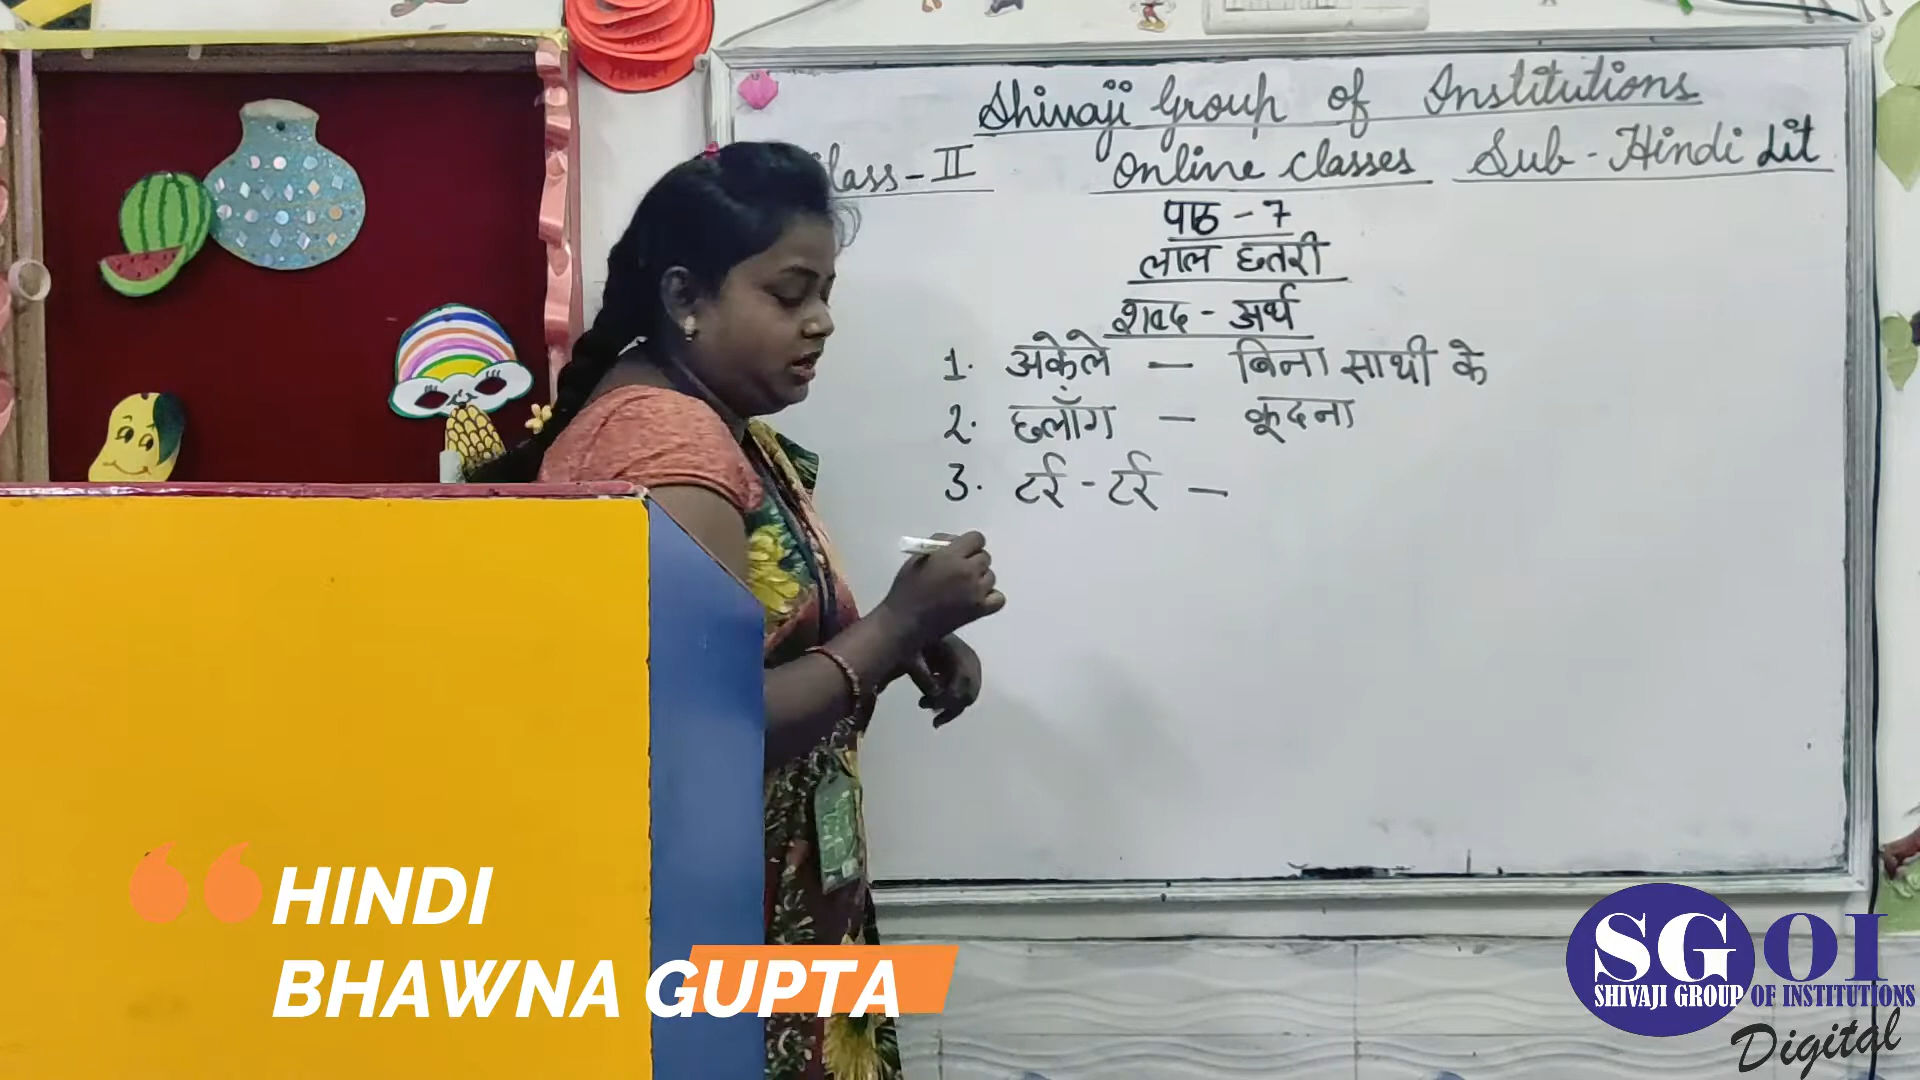 Shivaji Group of Institutions
Class-II Online classes Sub-Hindi Lit
पाठ - 7
लाल छतरी
शब्द - अर्थ
1. अकेले — बिना साथी के
2. छलाँग — कूदना
3. टर्र - टर्र —
HINDI
BHAWNA GUPTA
SGOI
SHIVAJI GROUP OF INSTITUTIONS
Digital